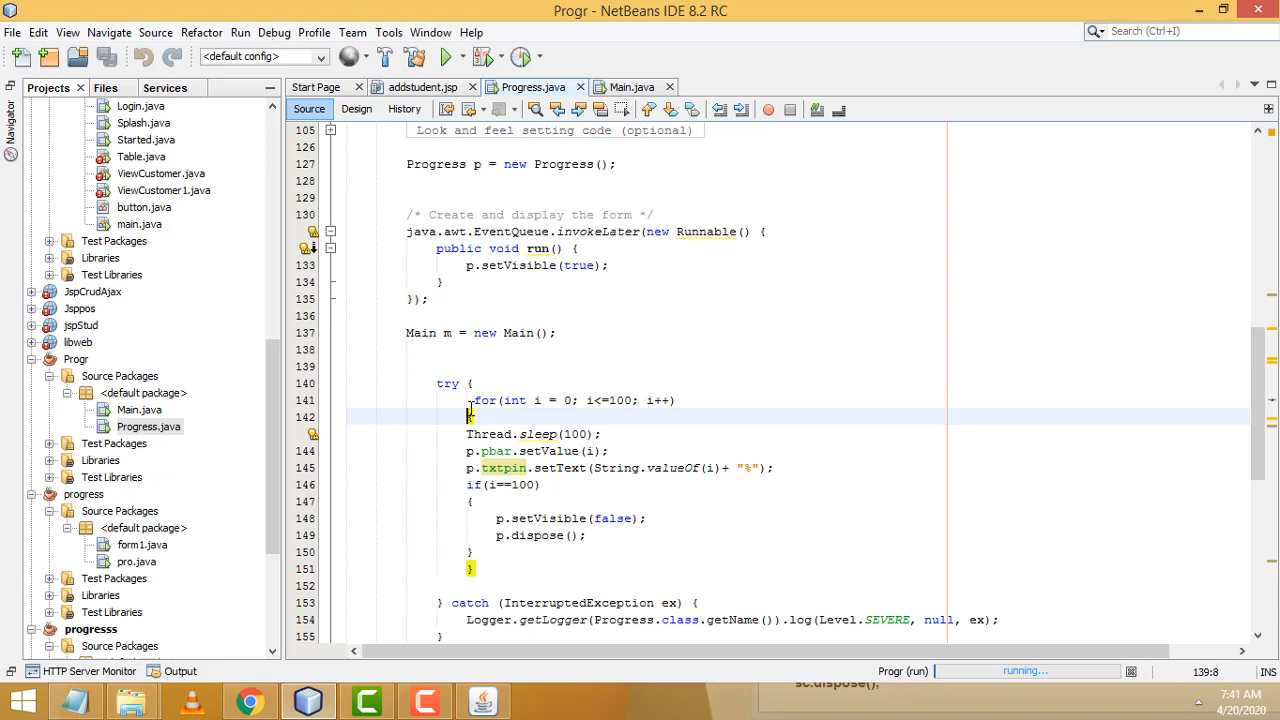 Progr - NetBeans IDE 8.2 RC
File Edit View Navigate Source Refactor Run Debug Profile Team Tools Window Help
Search (Ctrl+I)
<default config>
Projects Files Services
Start Page addstudent.jsp Progress.java Main.java
Source Design History
Navigator
Login.java
Splash.java
Started.java
Table.java
ViewCustomer.java
ViewCustomer1.java
button.java
main.java
Test Packages
Libraries
Test Libraries
JspCrudAjax
Jsppos
jspStud
libweb
Progr
Source Packages
<default package>
Main.java
Progress.java
Test Packages
Libraries
Test Libraries
progress
Source Packages
<default package>
form1.java
pro.java
Test Packages
Libraries
Test Libraries
progresss
Source Packages
105 Look and feel setting code (optional)
126
127 Progress p = new Progress();
128
129
130 /* Create and display the form */
java.awt.EventQueue.invokeLater(new Runnable() {
public void run() {
133 p.setVisible(true);
134 }
135 });
136
137 Main m = new Main();
138
139
140 try {
141 for(int i = 0; i<=100; i++)
142 {
Thread.sleep(100);
144 p.pbar.setValue(i);
145 p.txtpin.setText(String.valueOf(i)+ "%");
146 if(i==100)
147 {
148 p.setVisible(false);
149 p.dispose();
150 }
151 }
152
153 } catch (InterruptedException ex) {
154 Logger.getLogger(Progress.class.getName()).log(Level.SEVERE, null, ex);
155 }
HTTP Server Monitor Output
Progr (run) running... 139:8 INS
sc.dispose();
7:41 AM
4/20/2020